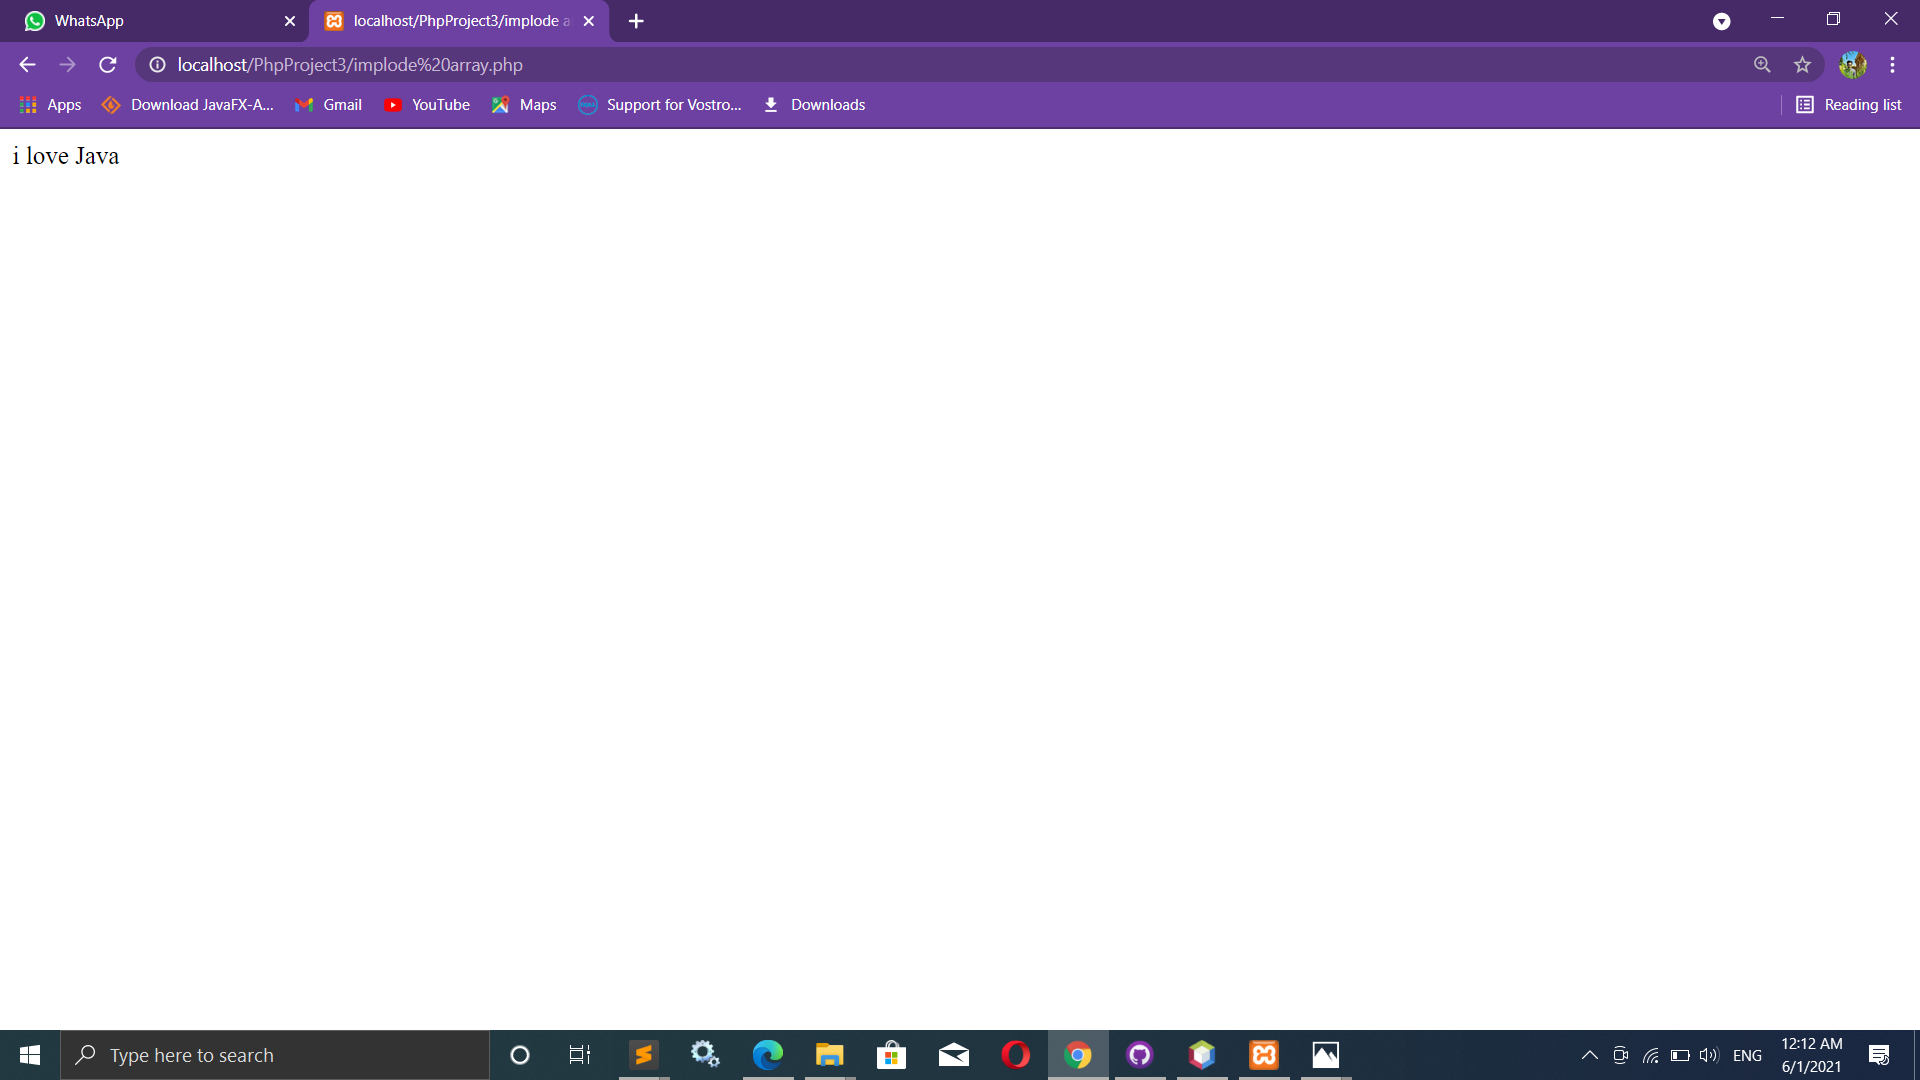 WhatsApp
localhost/PhpProject3/implode a
localhost/PhpProject3/implode%20array.php
Apps
Download JavaFX-A...
Gmail
YouTube
Maps
Support for Vostro...
Downloads
Reading list
i love Java
Type here to search
ENG
12:12 AM
6/1/2021